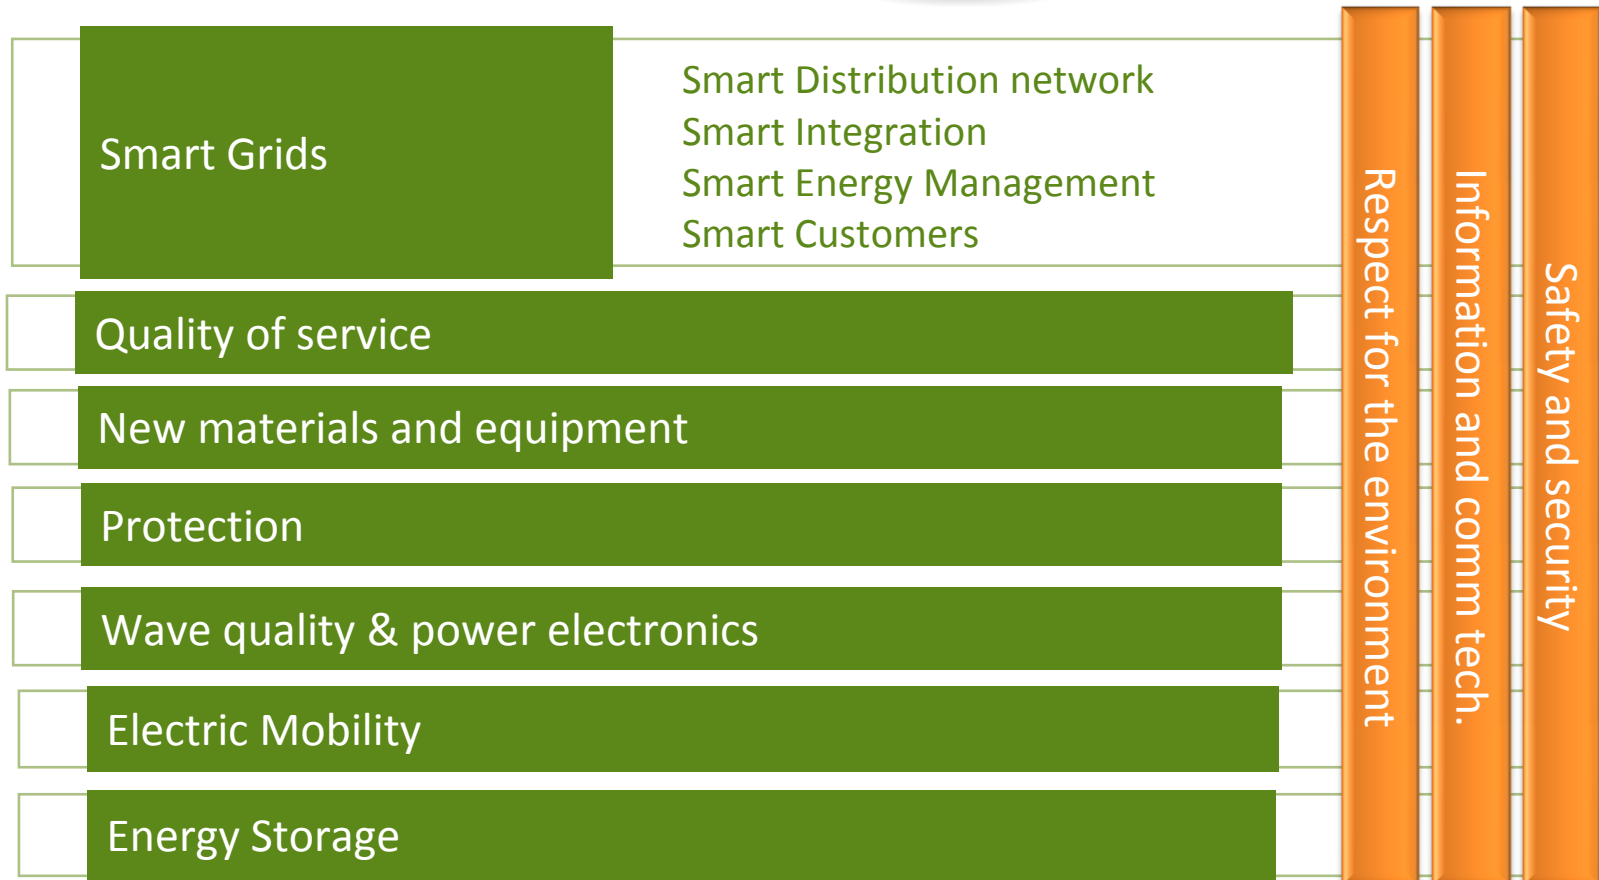 Smart Grids
Smart Distribution network
Smart Integration
Smart Energy Management
Smart Customers
Quality of service
New materials and equipment
Protection
Wave quality & power electronics
Electric Mobility
Energy Storage
Respect for the environment
Information and comm tech.
Safety and security